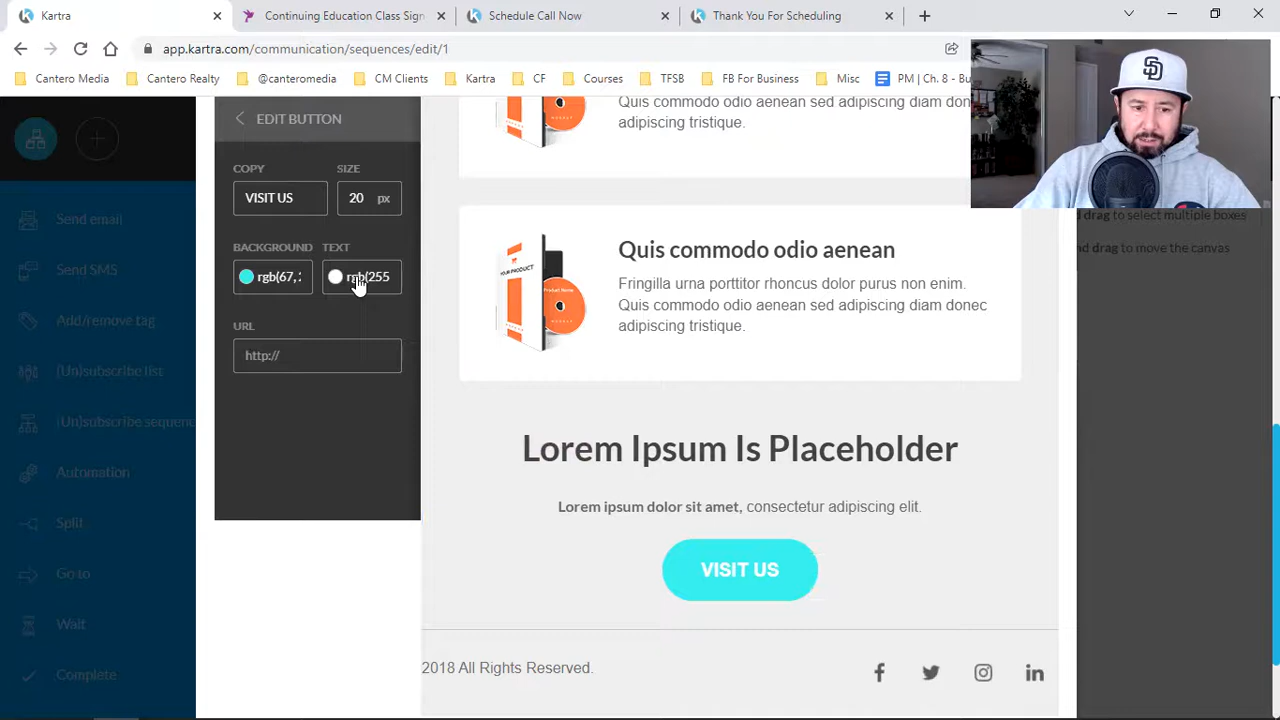 Kartra
Continuing Education Class Sign
Schedule Call Now
Thank You For Scheduling
app.kartra.com/communication/sequences/edit/1
Cantero Media
Cantero Realty
@canteromedia
CM Clients
Kartra
CF
Courses
TFSB
FB For Business
Misc
PM | Ch. 8 - Bu
EDIT BUTTON
COPY
SIZE
VISIT US
20 px
BACKGROUND
TEXT
rgb(67, 2
rgb(255
URL
http://
Send email
Send SMS
Add/remove tag
(Un)subscribe list
(Un)subscribe sequence
Automation
Split
Go to
Wait
Complete
Quis commodo odio aenean sed adipiscing diam donec
adipiscing tristique.
YOUR PRODUCT
Quis commodo odio aenean
Fringilla urna porttitor rhoncus dolor purus non enim.
Quis commodo odio aenean sed adipiscing diam donec
adipiscing tristique.
Lorem Ipsum Is Placeholder
Lorem ipsum dolor sit amet, consectetur adipiscing elit.
VISIT US
2018 All Rights Reserved.
drag to select multiple boxes
nd drag to move the canvas